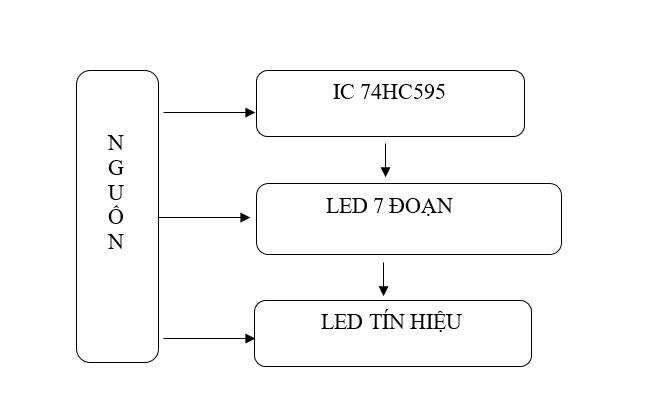 IC 74HC595
N
G
U
Ô
N
LED 7 ĐOẠN
LED TÍN HIỆU